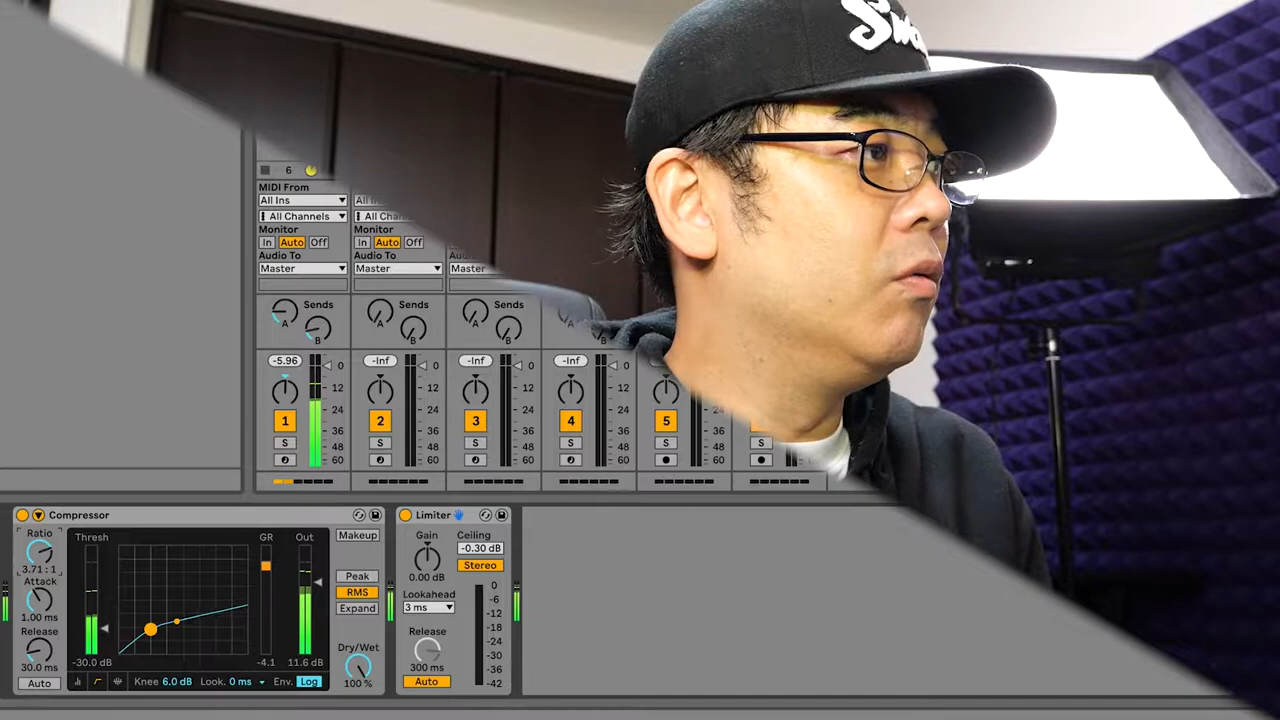 6
MIDI From
All Ins
All Channels
All Chan
Monitor
Monitor
In Auto Off
In Auto Off
Audio To
Audio To
Master
Master
Master
Sends
Sends
Sends
A
A
A
A
B
B
B
B
-5.96
-Inf
-Inf
-Inf
0
0
0
0
12
12
12
12
24
24
24
24
36
36
36
36
36
48
48
48
48
48
60
60
60
60
60
1
2
3
4
5
S
S
S
S
S
S
Compressor
Ratio
3.71 : 1
Attack
1.00 ms
Release
30.0 ms
Auto
Thresh
-30.0 dB
GR
-4.1
Out
11.6 dB
Knee 6.0 dB Look. 0 ms Env. Log
Makeup
Peak
RMS
Expand
Dry/Wet
100 %
Limiter
Gain
0.00 dB
Ceiling
-0.30 dB
Stereo
Lookahead
3 ms
Release
300 ms
Auto
0
-6
-12
-18
-24
-30
-36
-42